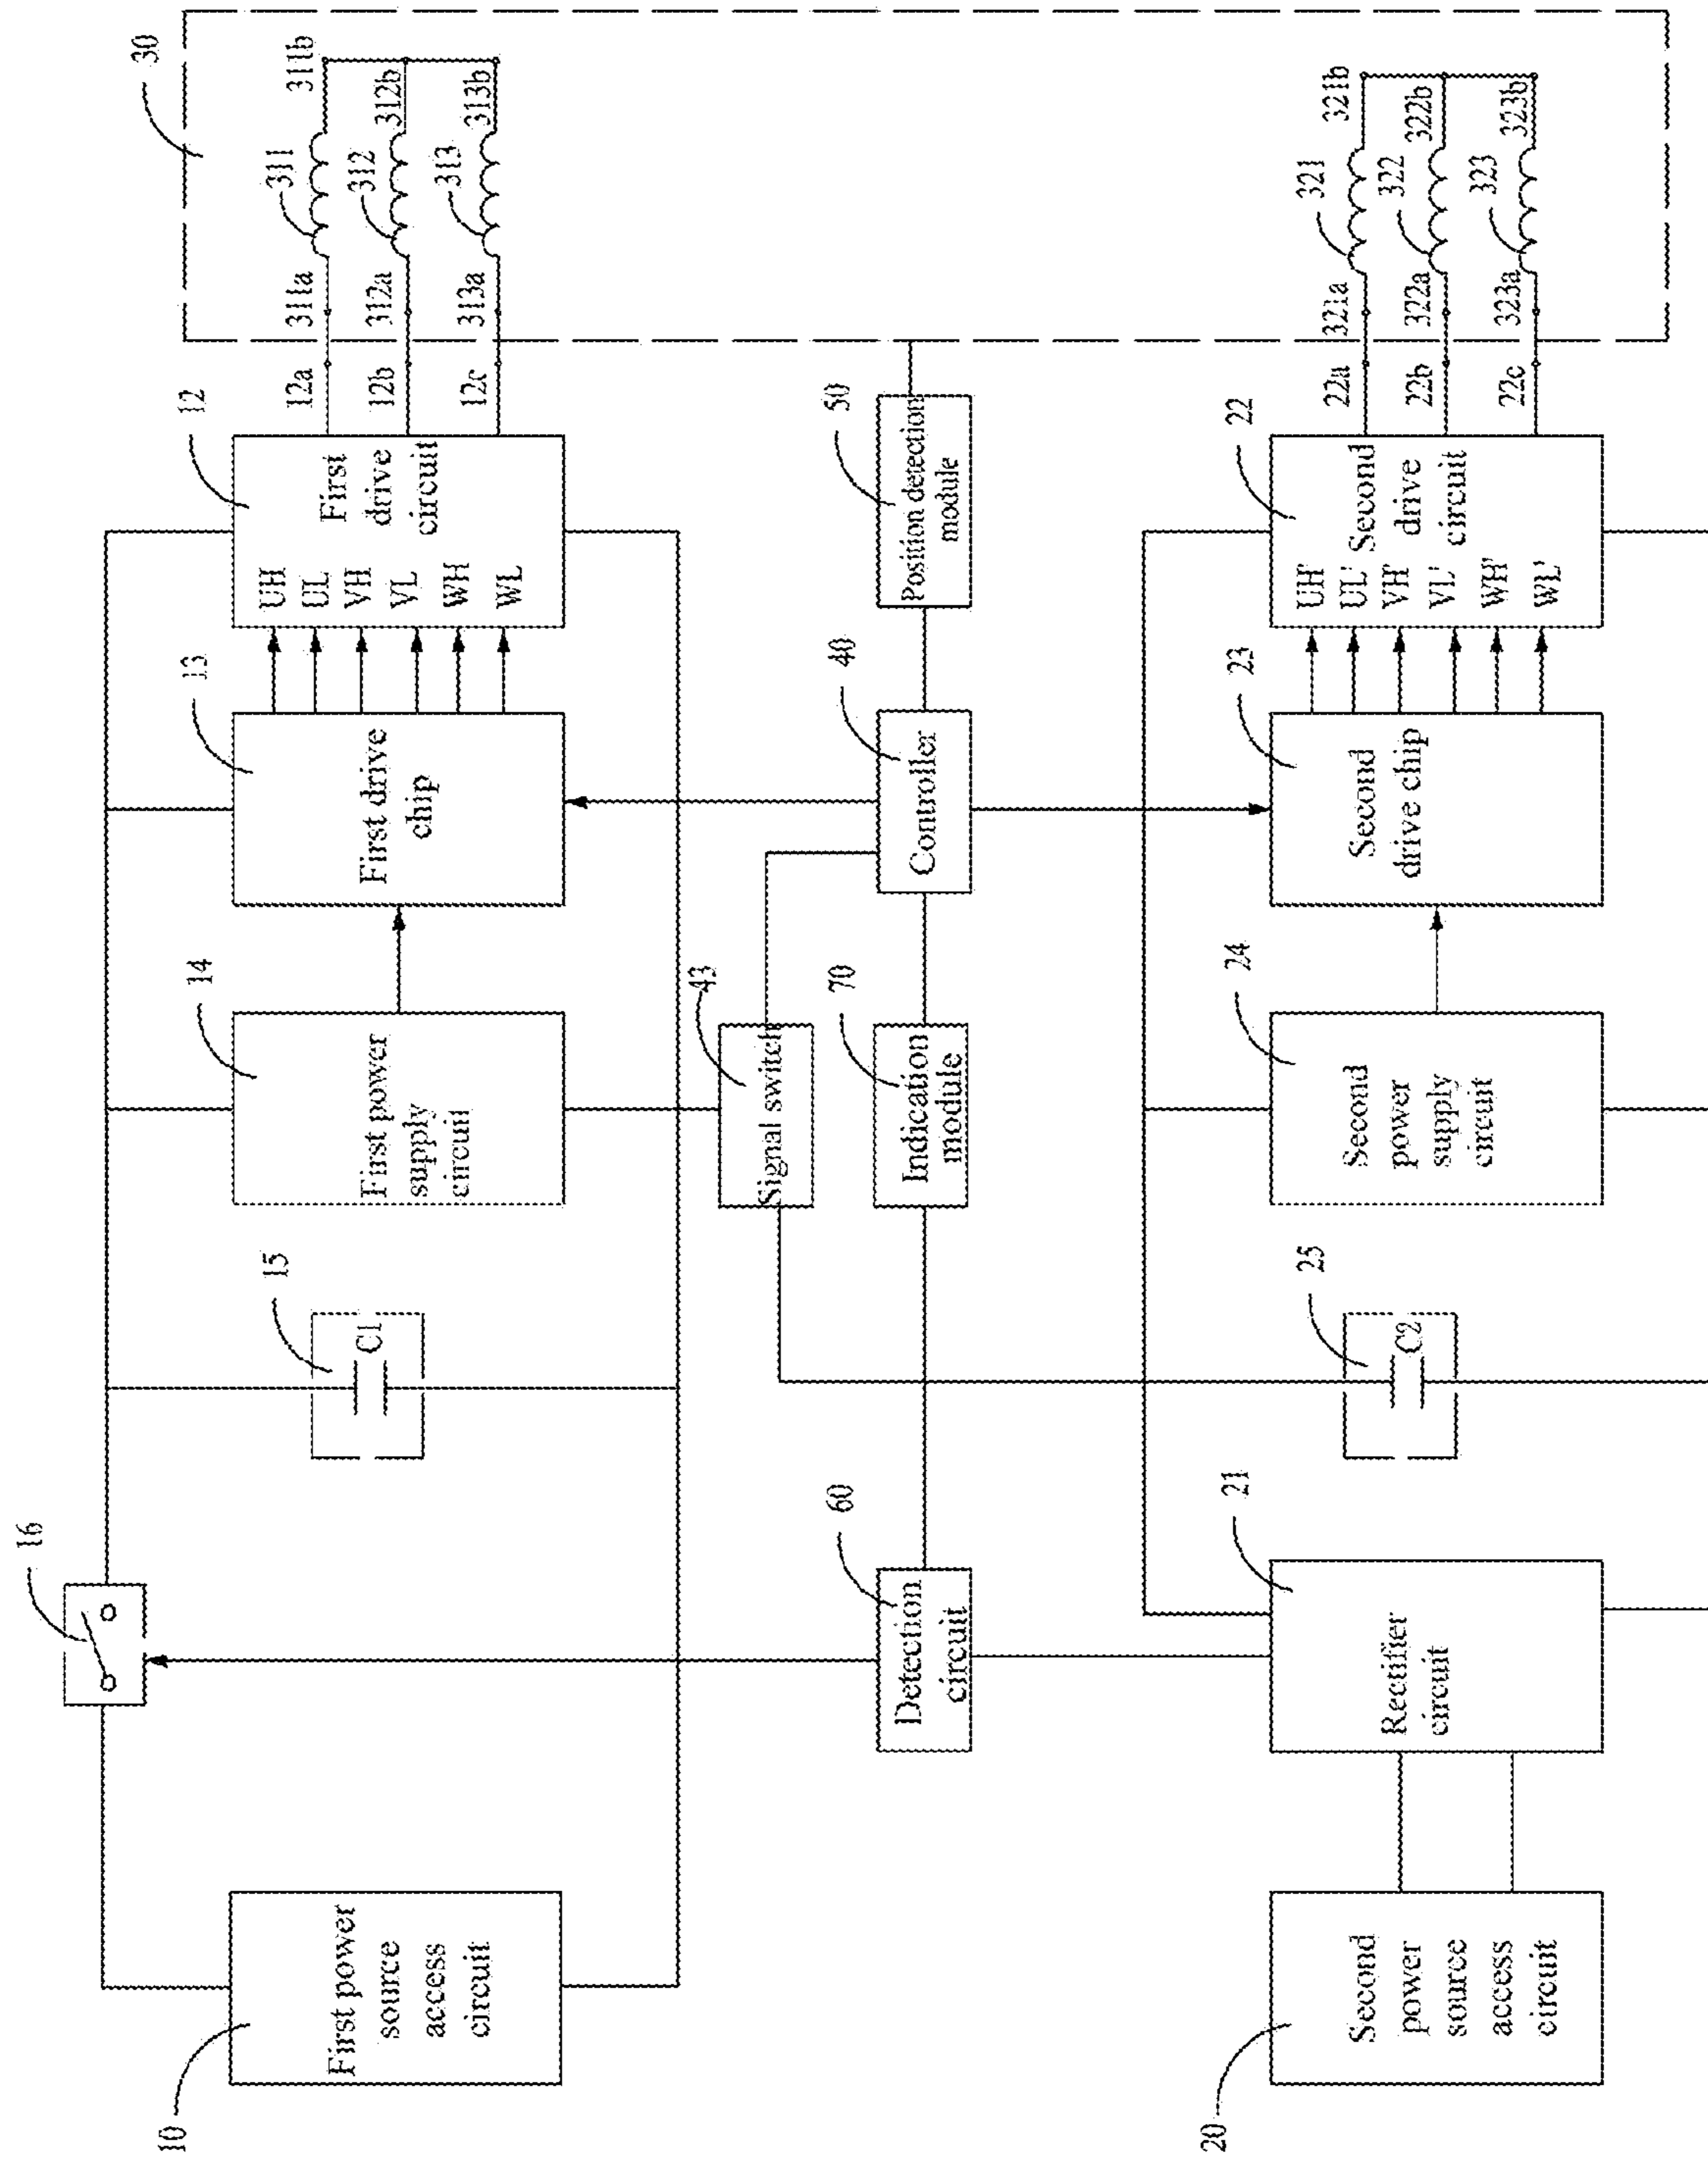 30
311
311a
311b
312
312a
312b
313
313a
313b
321
321a
321b
322
322a
322b
323
323a
323b
12
12a
12b
12c
First
drive
circuit
UH
UL
VH
VL
WH
WL
13
First drive
chip
14
First power
supply
circuit
15
C1
16
10
First power
source
access
circuit
50
Position detection
module
40
Controller
43
Signal switch
70
Indication
module
60
Detection
circuit
22
22a
22b
22c
Second
drive
circuit
UH'
UL'
VH'
VL'
WH'
WL'
23
Second
drive chip
24
Second
power
supply
circuit
25
C2
21
Rectifier
circuit
20
Second
power
source
access
circuit